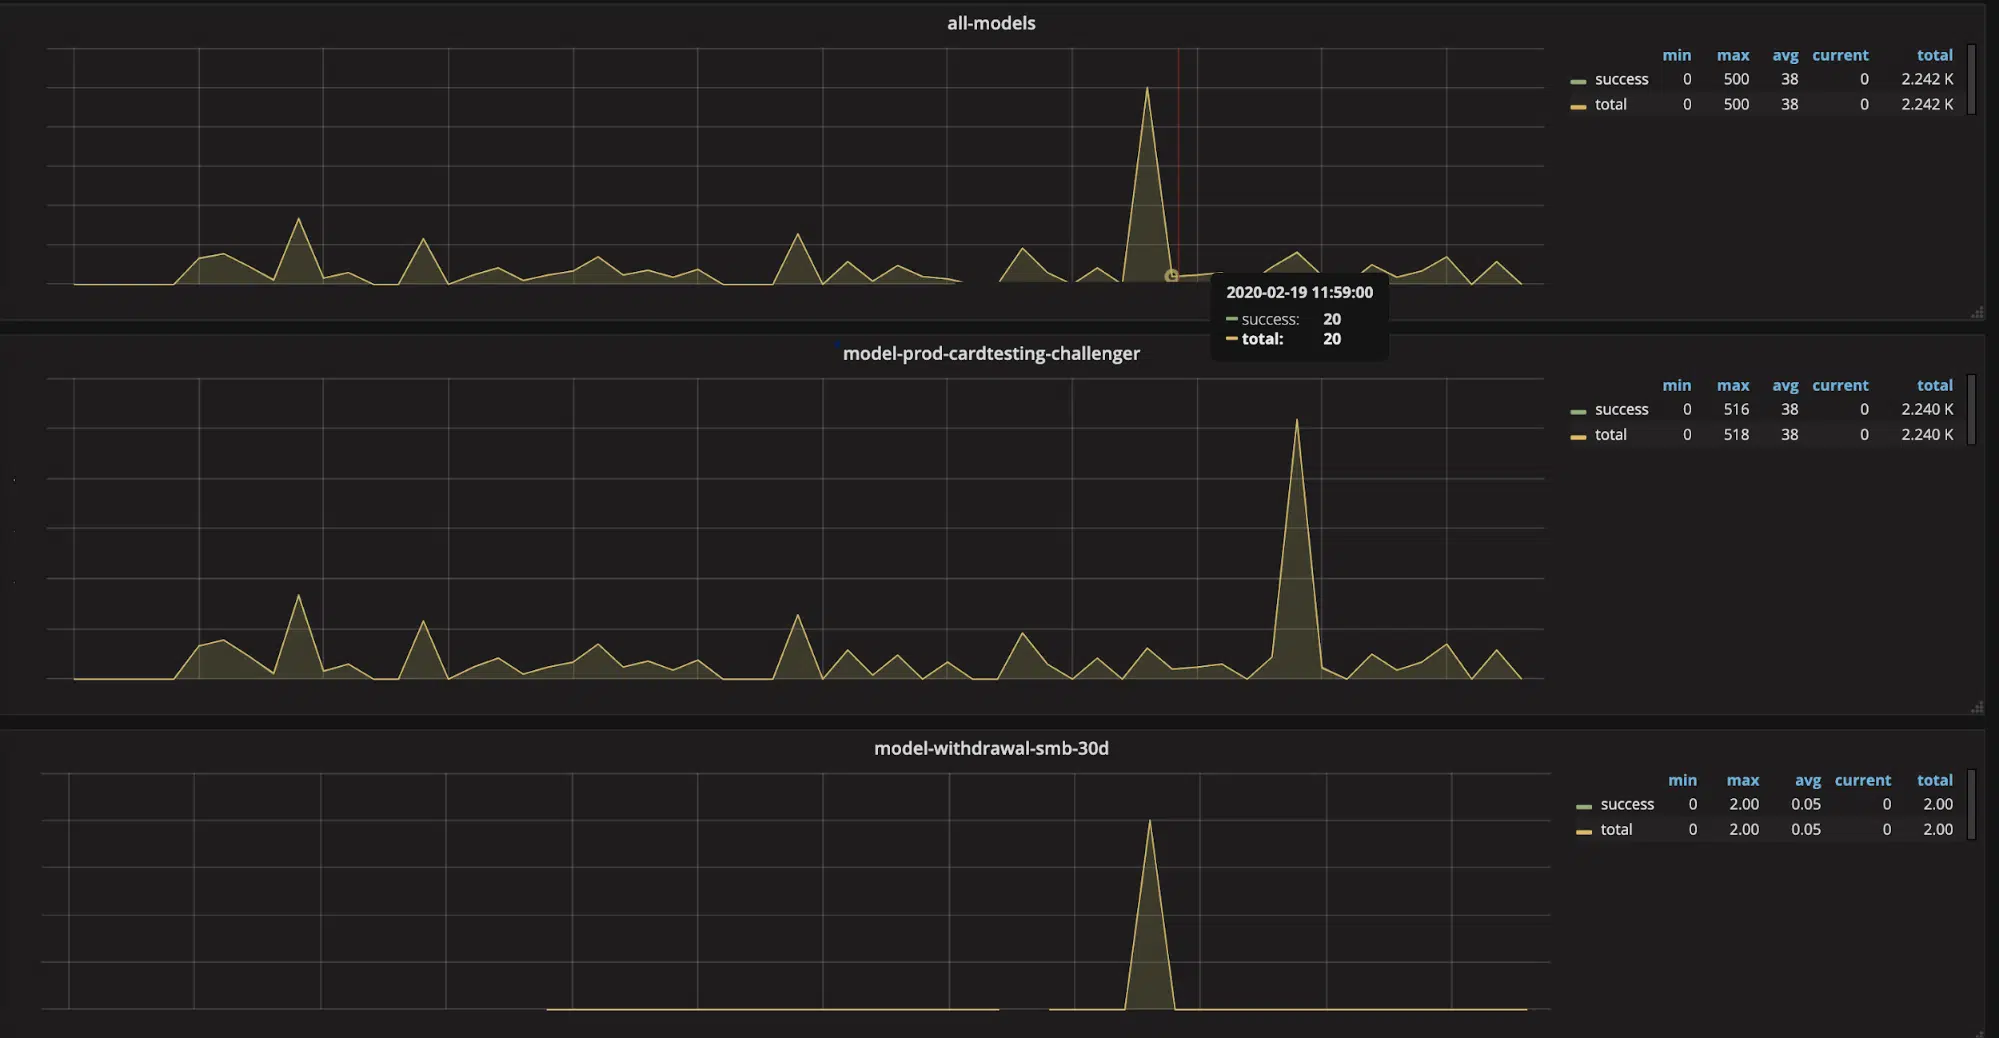 all-models
min max avg current total
success 0 500 38 0 2.242 K
total 0 500 38 0 2.242 K
2020-02-19 11:59:00
success: 20
total: 20
model-prod-cardtesting-challenger
min max avg current total
success 0 516 38 0 2.240 K
total 0 518 38 0 2.240 K
model-withdrawal-smb-30d
min max avg current total
success 0 2.00 0.05 0 2.00
total 0 2.00 0.05 0 2.00